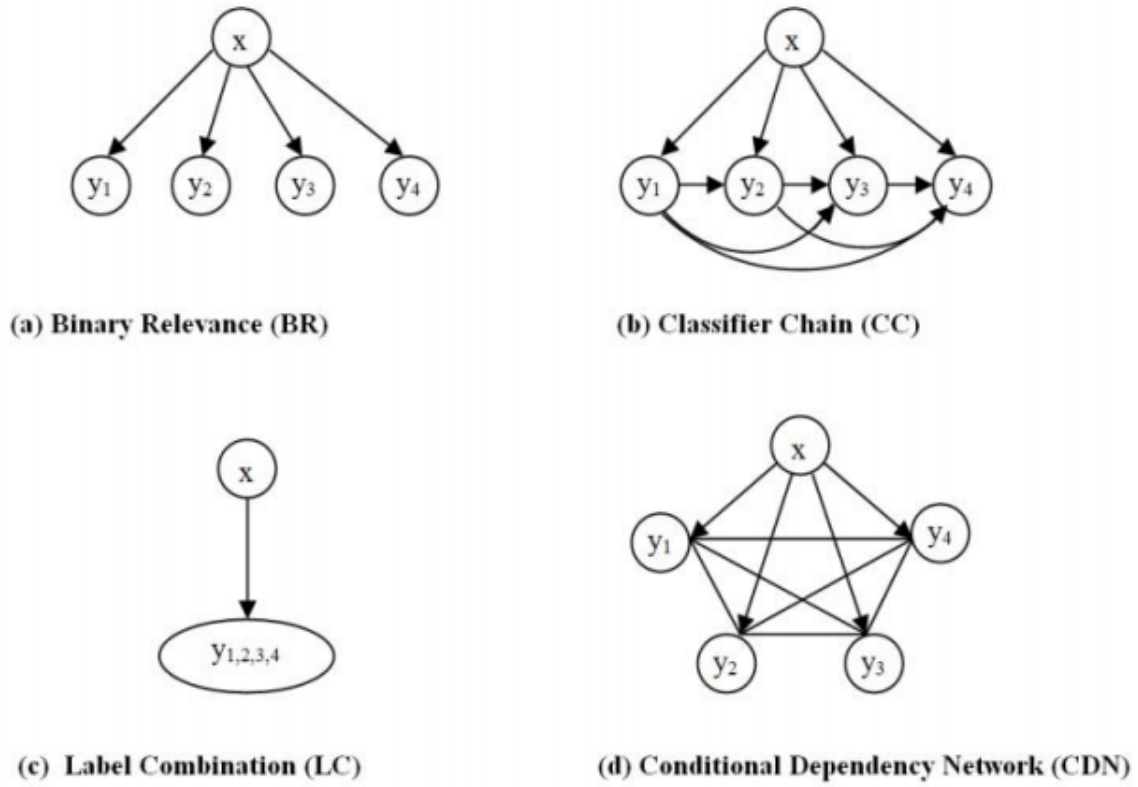 x
y1 y2 y3 y4
(a) Binary Relevance (BR)
x
y1 y2 y3 y4
(b) Classifier Chain (CC)
x
y1,2,3,4
(c) Label Combination (LC)
x
y1 y4
y2 y3
(d) Conditional Dependency Network (CDN)